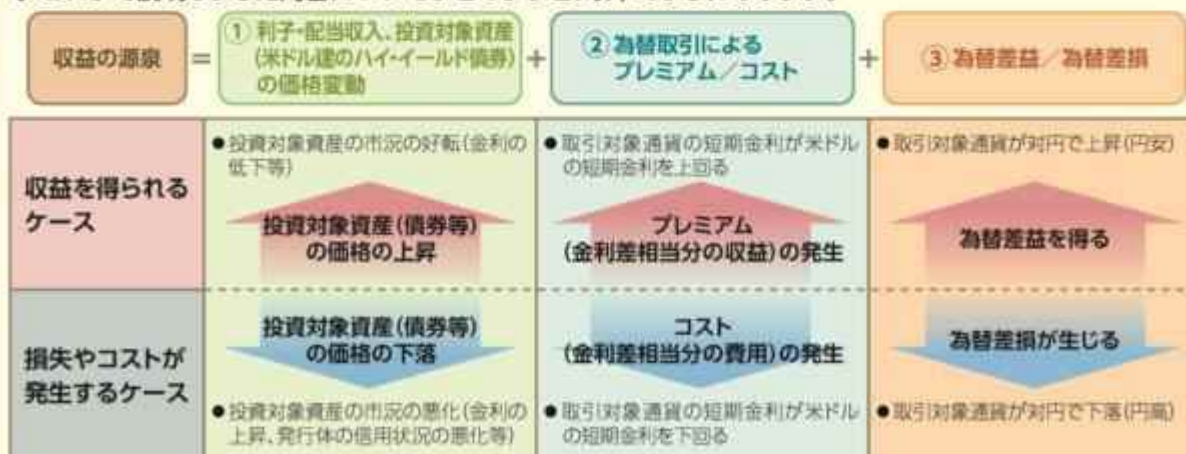 収益の源泉
=
① 利子・配当収入、投資対象資産
(米ドル建のハイ・イールド債券)
の価格変動
+
② 為替取引による
プレミアム／コスト
+
③ 為替差益／為替差損
収益を得られる
ケース
●投資対象資産の市況の好転(金利の
低下等)
投資対象資産(債券等)
の価格の上昇
●取引対象通貨の短期金利が米ドル
の短期金利を上回る
プレミアム
(金利差相当分の収益)の発生
●取引対象通貨が対円で上昇(円安)
為替差益を得る
損失やコストが
発生するケース
投資対象資産(債券等)
の価格の下落
●投資対象資産の市況の悪化(金利の
上昇、発行体の信用状況の悪化等)
コスト
(金利差相当分の費用)の発生
●取引対象通貨の短期金利が米ドル
の短期金利を下回る
為替差損が生じる
●取引対象通貨が対円で下落(円高)